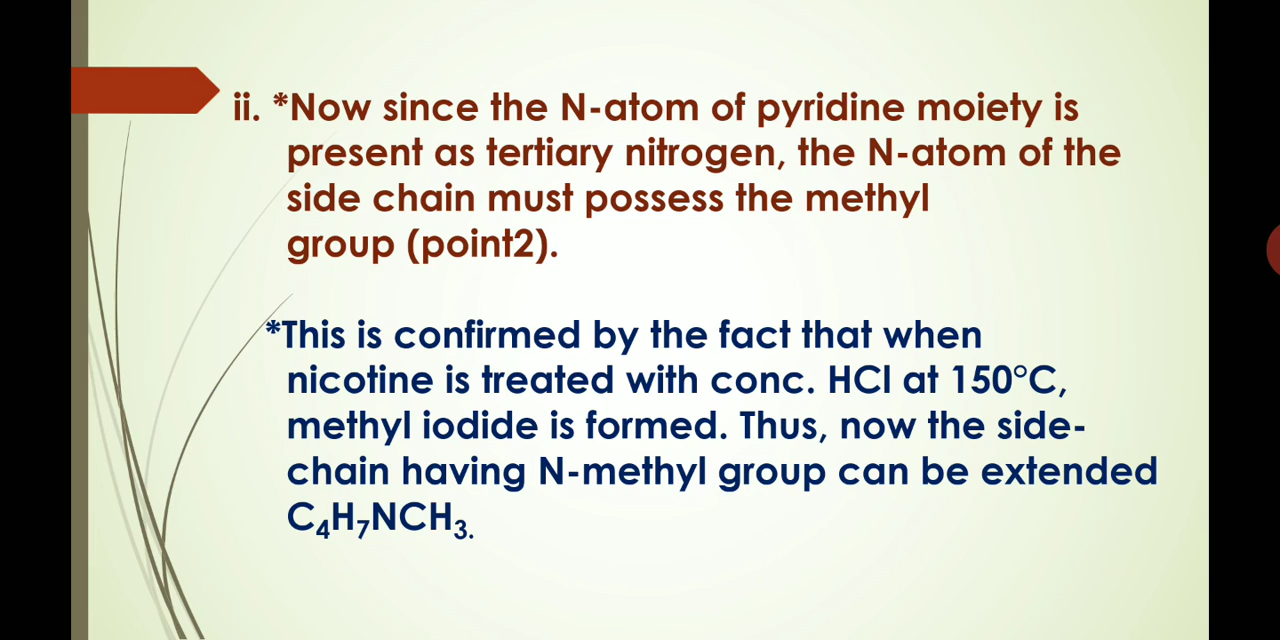 ii. *Now since the N-atom of pyridine moiety is
present as tertiary nitrogen, the N-atom of the
side chain must possess the methyl
group (point2).
*This is confirmed by the fact that when
nicotine is treated with conc. HCl at 150°C,
methyl iodide is formed. Thus, now the side-
chain having N-methyl group can be extended
C₄H₇NCH₃.